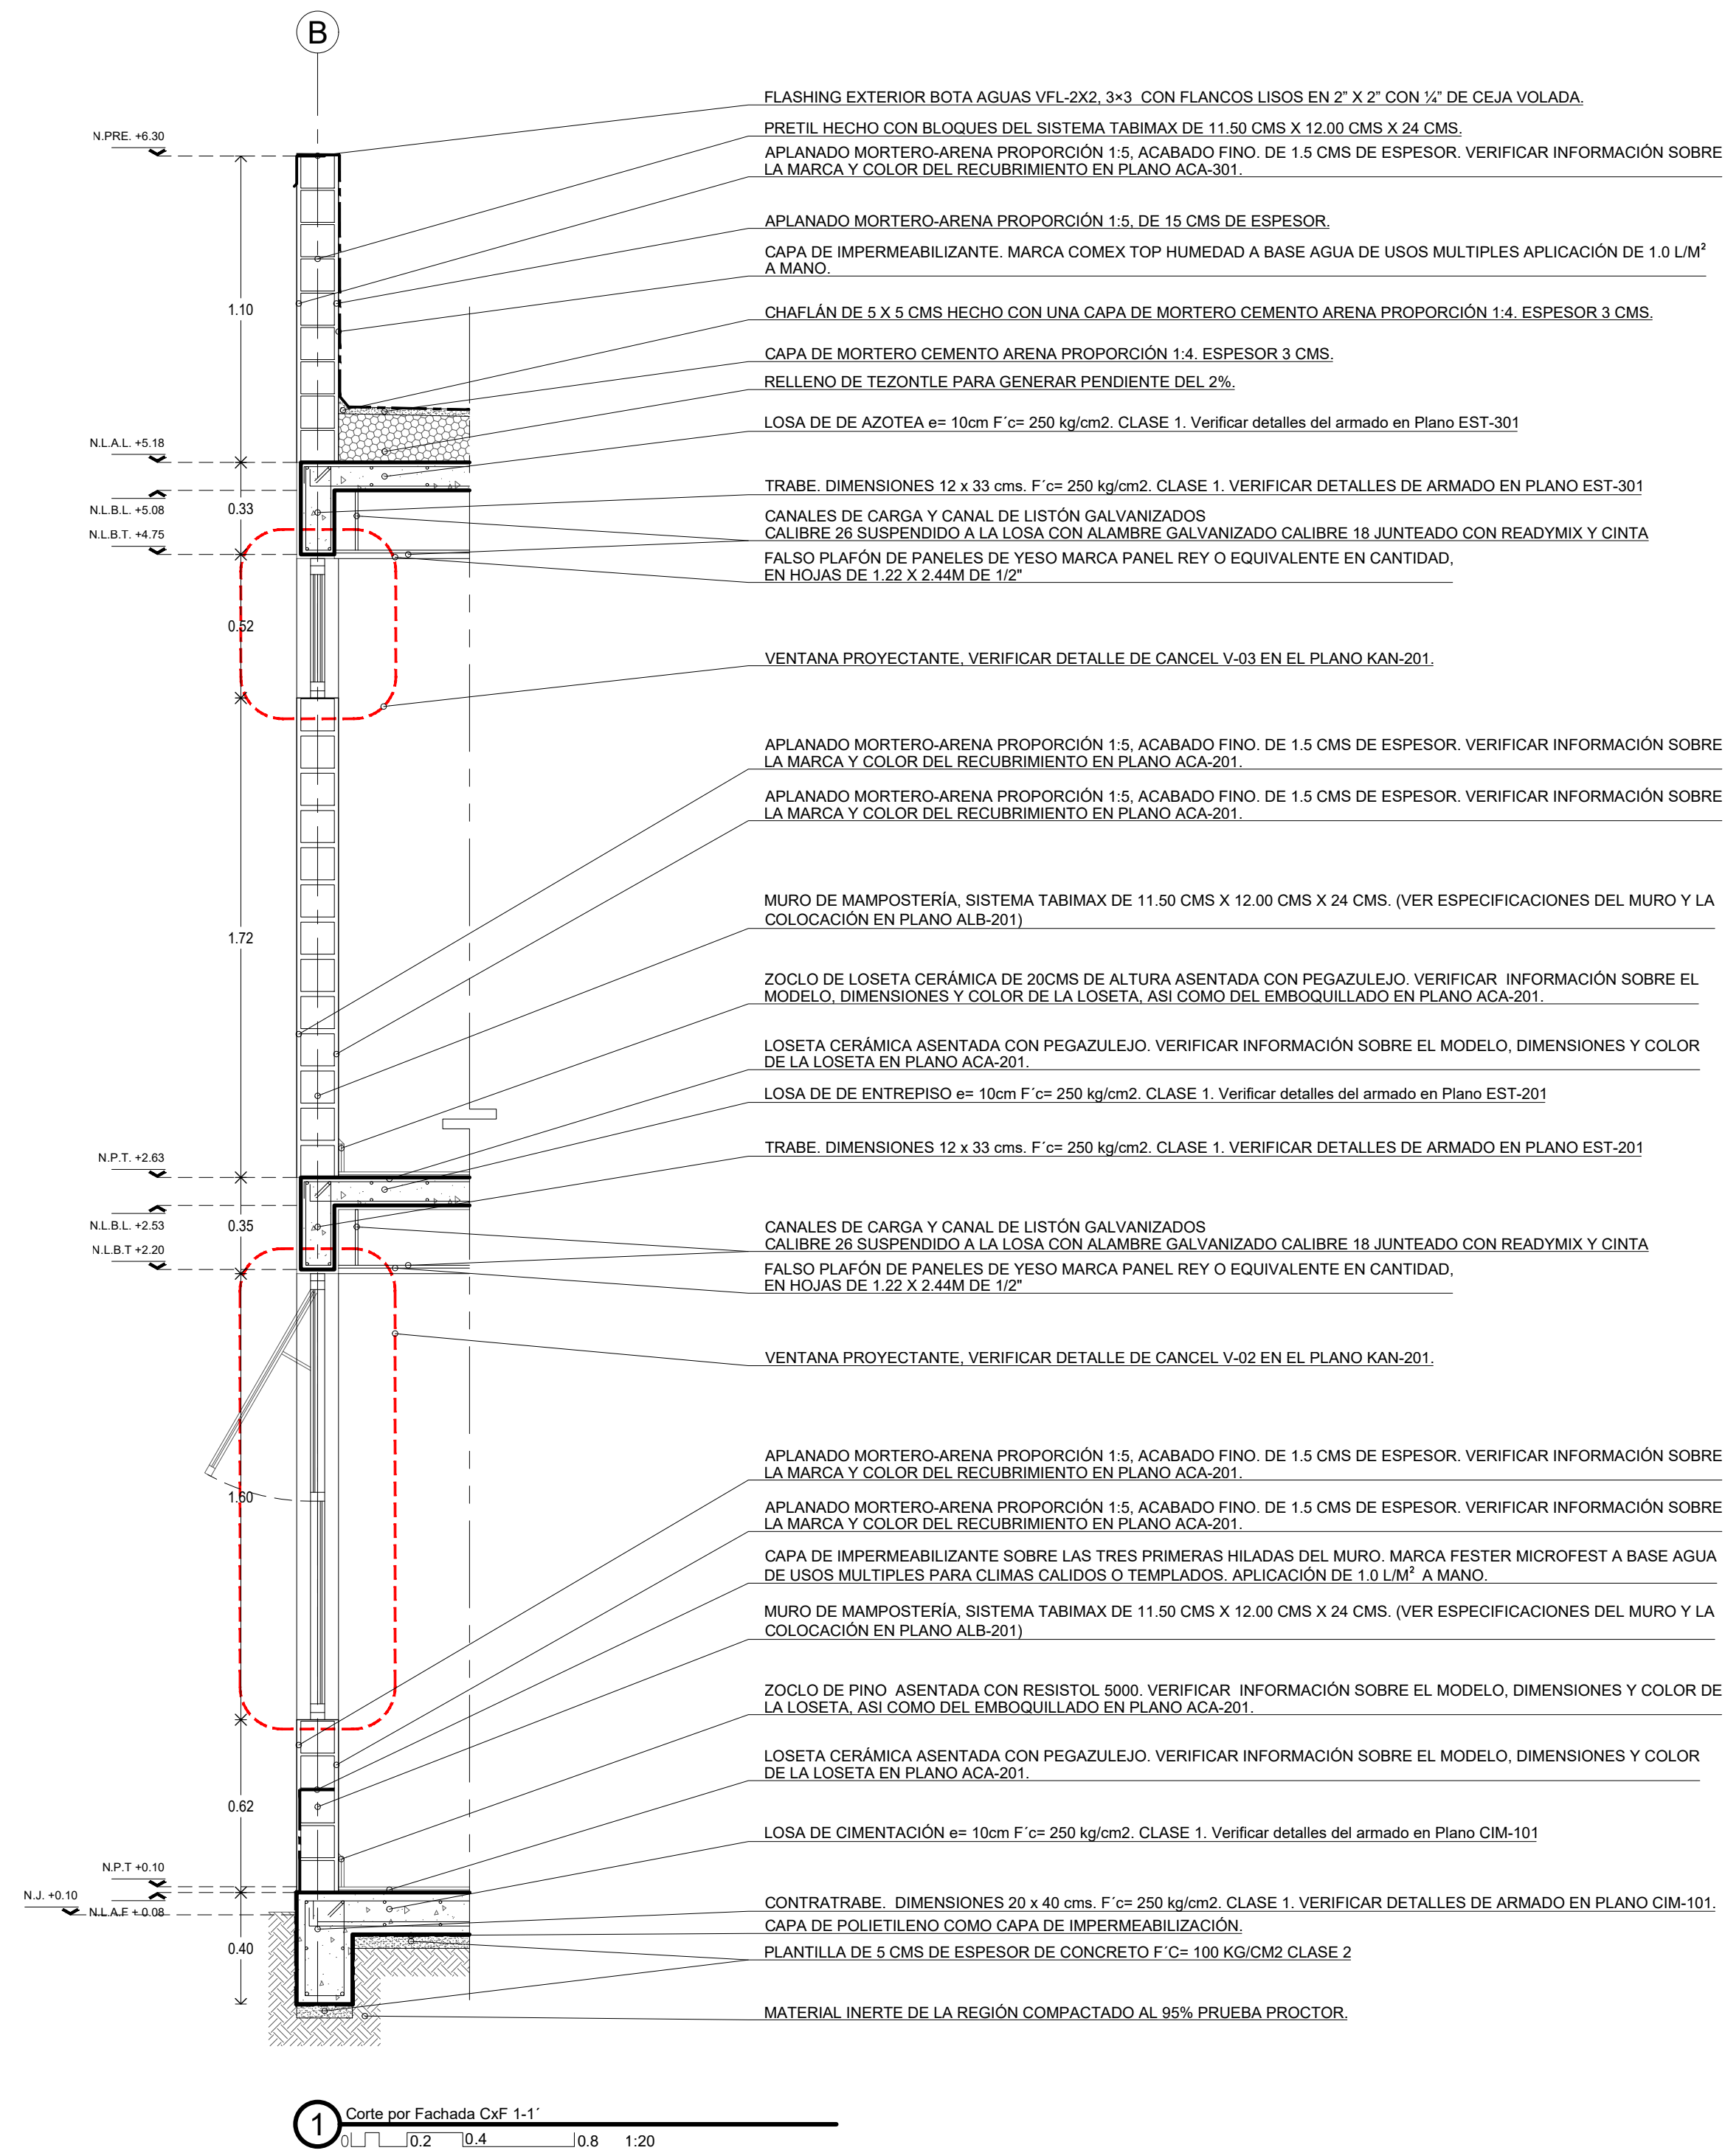 B
FLASHING EXTERIOR BOTA AGUAS VFL-2X2, 3×3 CON FLANCOS LISOS EN 2” X 2” CON ¼” DE CEJA VOLADA.
N.PRE. +6.30
PRETIL HECHO CON BLOQUES DEL SISTEMA TABIMAX DE 11.50 CMS X 12.00 CMS X 24 CMS.
APLANADO MORTERO-ARENA PROPORCIÓN 1:5, ACABADO FINO. DE 1.5 CMS DE ESPESOR. VERIFICAR INFORMACIÓN SOBRE
LA MARCA Y COLOR DEL RECUBRIMIENTO EN PLANO ACA-301.
APLANADO MORTERO-ARENA PROPORCIÓN 1:5, DE 15 CMS DE ESPESOR.
CAPA DE IMPERMEABILIZANTE. MARCA COMEX TOP HUMEDAD A BASE AGUA DE USOS MULTIPLES APLICACIÓN DE 1.0 L/M²
A MANO.
1.10
CHAFLÁN DE 5 X 5 CMS HECHO CON UNA CAPA DE MORTERO CEMENTO ARENA PROPORCIÓN 1:4. ESPESOR 3 CMS.
CAPA DE MORTERO CEMENTO ARENA PROPORCIÓN 1:4. ESPESOR 3 CMS.
RELLENO DE TEZONTLE PARA GENERAR PENDIENTE DEL 2%.
LOSA DE DE AZOTEA e= 10cm F´c= 250 kg/cm2. CLASE 1. Verificar detalles del armado en Plano EST-301
N.L.A.L. +5.18
TRABE. DIMENSIONES 12 x 33 cms. F´c= 250 kg/cm2. CLASE 1. VERIFICAR DETALLES DE ARMADO EN PLANO EST-301
N.L.B.L. +5.08
0.33
CANALES DE CARGA Y CANAL DE LISTÓN GALVANIZADOS
CALIBRE 26 SUSPENDIDO A LA LOSA CON ALAMBRE GALVANIZADO CALIBRE 18 JUNTEADO CON READYMIX Y CINTA
N.L.B.T. +4.75
FALSO PLAFÓN DE PANELES DE YESO MARCA PANEL REY O EQUIVALENTE EN CANTIDAD,
EN HOJAS DE 1.22 X 2.44M DE 1/2"
0.52
VENTANA PROYECTANTE, VERIFICAR DETALLE DE CANCEL V-03 EN EL PLANO KAN-201.
APLANADO MORTERO-ARENA PROPORCIÓN 1:5, ACABADO FINO. DE 1.5 CMS DE ESPESOR. VERIFICAR INFORMACIÓN SOBRE
LA MARCA Y COLOR DEL RECUBRIMIENTO EN PLANO ACA-201.
APLANADO MORTERO-ARENA PROPORCIÓN 1:5, ACABADO FINO. DE 1.5 CMS DE ESPESOR. VERIFICAR INFORMACIÓN SOBRE
LA MARCA Y COLOR DEL RECUBRIMIENTO EN PLANO ACA-201.
MURO DE MAMPOSTERÍA, SISTEMA TABIMAX DE 11.50 CMS X 12.00 CMS X 24 CMS. (VER ESPECIFICACIONES DEL MURO Y LA
COLOCACIÓN EN PLANO ALB-201)
1.72
ZOCLO DE LOSETA CERÁMICA DE 20CMS DE ALTURA ASENTADA CON PEGAZULEJO. VERIFICAR INFORMACIÓN SOBRE EL
MODELO, DIMENSIONES Y COLOR DE LA LOSETA, ASI COMO DEL EMBOQUILLADO EN PLANO ACA-201.
LOSETA CERÁMICA ASENTADA CON PEGAZULEJO. VERIFICAR INFORMACIÓN SOBRE EL MODELO, DIMENSIONES Y COLOR
DE LA LOSETA EN PLANO ACA-201.
LOSA DE DE ENTREPISO e= 10cm F´c= 250 kg/cm2. CLASE 1. Verificar detalles del armado en Plano EST-201
TRABE. DIMENSIONES 12 x 33 cms. F´c= 250 kg/cm2. CLASE 1. VERIFICAR DETALLES DE ARMADO EN PLANO EST-201
N.P.T. +2.63
N.L.B.L. +2.53
0.35
CANALES DE CARGA Y CANAL DE LISTÓN GALVANIZADOS
CALIBRE 26 SUSPENDIDO A LA LOSA CON ALAMBRE GALVANIZADO CALIBRE 18 JUNTEADO CON READYMIX Y CINTA
N.L.B.T +2.20
FALSO PLAFÓN DE PANELES DE YESO MARCA PANEL REY O EQUIVALENTE EN CANTIDAD,
EN HOJAS DE 1.22 X 2.44M DE 1/2"
VENTANA PROYECTANTE, VERIFICAR DETALLE DE CANCEL V-02 EN EL PLANO KAN-201.
APLANADO MORTERO-ARENA PROPORCIÓN 1:5, ACABADO FINO. DE 1.5 CMS DE ESPESOR. VERIFICAR INFORMACIÓN SOBRE
LA MARCA Y COLOR DEL RECUBRIMIENTO EN PLANO ACA-201.
1.60
APLANADO MORTERO-ARENA PROPORCIÓN 1:5, ACABADO FINO. DE 1.5 CMS DE ESPESOR. VERIFICAR INFORMACIÓN SOBRE
LA MARCA Y COLOR DEL RECUBRIMIENTO EN PLANO ACA-201.
CAPA DE IMPERMEABILIZANTE SOBRE LAS TRES PRIMERAS HILADAS DEL MURO. MARCA FESTER MICROFEST A BASE AGUA
DE USOS MULTIPLES PARA CLIMAS CALIDOS O TEMPLADOS. APLICACIÓN DE 1.0 L/M² A MANO.
MURO DE MAMPOSTERÍA, SISTEMA TABIMAX DE 11.50 CMS X 12.00 CMS X 24 CMS. (VER ESPECIFICACIONES DEL MURO Y LA
COLOCACIÓN EN PLANO ALB-201)
ZOCLO DE PINO ASENTADA CON RESISTOL 5000. VERIFICAR INFORMACIÓN SOBRE EL MODELO, DIMENSIONES Y COLOR DE
LA LOSETA, ASI COMO DEL EMBOQUILLADO EN PLANO ACA-201.
LOSETA CERÁMICA ASENTADA CON PEGAZULEJO. VERIFICAR INFORMACIÓN SOBRE EL MODELO, DIMENSIONES Y COLOR
DE LA LOSETA EN PLANO ACA-201.
0.62
LOSA DE CIMENTACIÓN e= 10cm F´c= 250 kg/cm2. CLASE 1. Verificar detalles del armado en Plano CIM-101
N.P.T +0.10
N.J. +0.10
CONTRATRABE. DIMENSIONES 20 x 40 cms. F´c= 250 kg/cm2. CLASE 1. VERIFICAR DETALLES DE ARMADO EN PLANO CIM-101.
N.L.A.F + 0.08
CAPA DE POLIETILENO COMO CAPA DE IMPERMEABILIZACIÓN.
0.40
PLANTILLA DE 5 CMS DE ESPESOR DE CONCRETO F´C= 100 KG/CM2 CLASE 2
MATERIAL INERTE DE LA REGIÓN COMPACTADO AL 95% PRUEBA PROCTOR.
1
Corte por Fachada CxF 1-1´
0 0.2 0.4 0.8 1:20